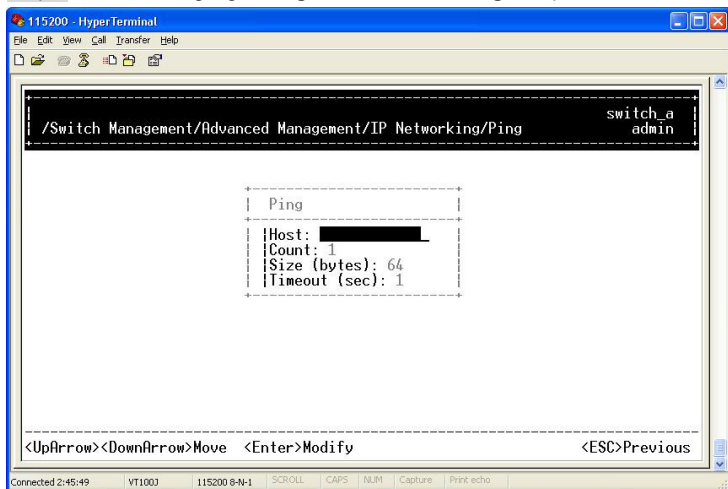 115200 - HyperTerminal
File Edit View Call Transfer Help
switch_a
/Switch Management/Advanced Management/IP Networking/Ping admin
Ping
Host:
Count: 1
Size (bytes): 64
Timeout (sec): 1
<UpArrow><DownArrow>Move <Enter>Modify <ESC>Previous
Connected 2:45:49 VT100J 115200 8-N-1 SCROLL CAPS NUM Capture Print echo